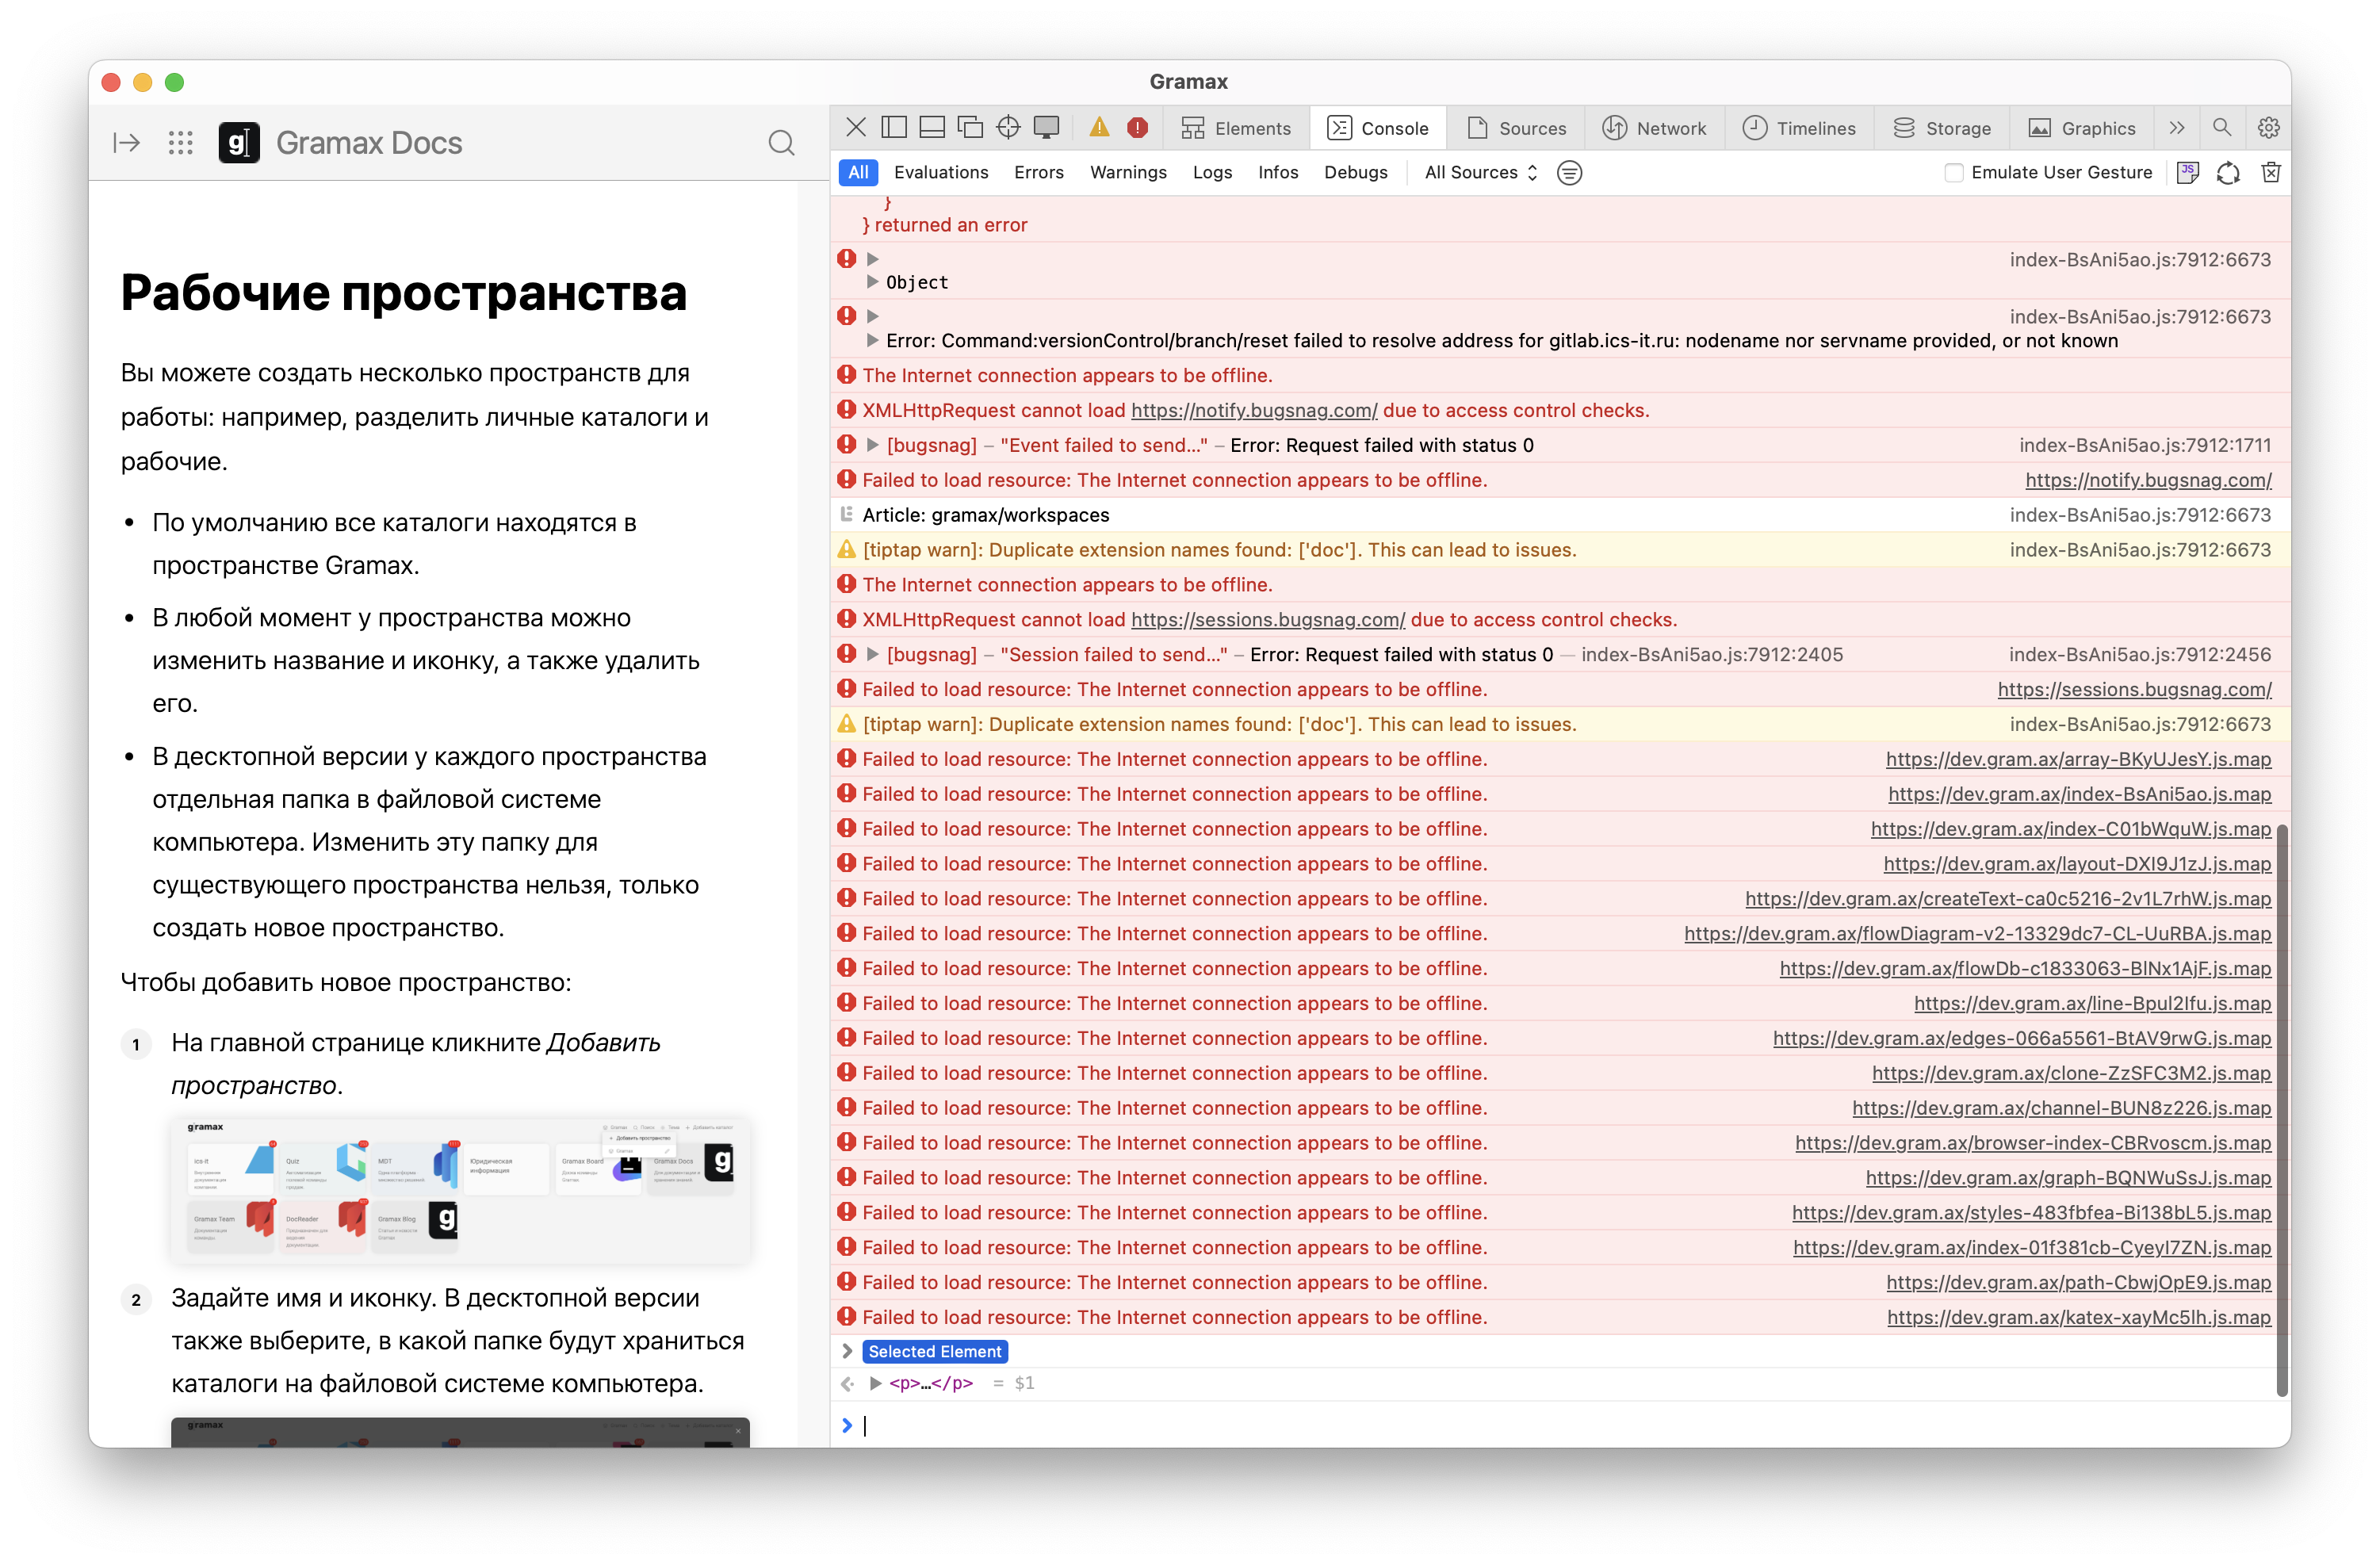 Gramax
Gramax Docs
Рабочие пространства
Вы можете создать несколько пространств для
работы: например, разделить личные каталоги и
рабочие.
• По умолчанию все каталоги находятся в
пространстве Gramax.
• В любой момент у пространства можно
изменить название и иконку, а также удалить
его.
• В десктопной версии у каждого пространства
отдельная папка в файловой системе
компьютера. Изменить эту папку для
существующего пространства нельзя, только
создать новое пространство.
Чтобы добавить новое пространство:
1 На главной странице кликните Добавить
пространство.
gramax
Gramax Поиск Тема + Добавить каталог
+ Добавить пространство
Gramax
ics-it
Quiz
MDT
Юридическая
информация
Gramax Board
Gramax Docs
Gramax Team
DocReader
Gramax Blog
2 Задайте имя и иконку. В десктопной версии
также выберите, в какой папке будут храниться
каталоги на файловой системе компьютера.
gramax
Elements Console Sources Network Timelines Storage Graphics
All Evaluations Errors Warnings Logs Infos Debugs All Sources Emulate User Gesture JS
}
} returned an error
index-BsAni5ao.js:7912:6673
Object
index-BsAni5ao.js:7912:6673
Error: Command:versionControl/branch/reset failed to resolve address for gitlab.ics-it.ru: nodename nor servname provided, or not known
The Internet connection appears to be offline.
XMLHttpRequest cannot load https://notify.bugsnag.com/ due to access control checks.
[bugsnag] – "Event failed to send…" – Error: Request failed with status 0 index-BsAni5ao.js:7912:1711
Failed to load resource: The Internet connection appears to be offline. https://notify.bugsnag.com/
Article: gramax/workspaces index-BsAni5ao.js:7912:6673
[tiptap warn]: Duplicate extension names found: ['doc']. This can lead to issues. index-BsAni5ao.js:7912:6673
The Internet connection appears to be offline.
XMLHttpRequest cannot load https://sessions.bugsnag.com/ due to access control checks.
[bugsnag] – "Session failed to send…" – Error: Request failed with status 0 — index-BsAni5ao.js:7912:2405 index-BsAni5ao.js:7912:2456
Failed to load resource: The Internet connection appears to be offline. https://sessions.bugsnag.com/
[tiptap warn]: Duplicate extension names found: ['doc']. This can lead to issues. index-BsAni5ao.js:7912:6673
Failed to load resource: The Internet connection appears to be offline. https://dev.gram.ax/array-BKyUJesY.js.map
Failed to load resource: The Internet connection appears to be offline. https://dev.gram.ax/index-BsAni5ao.js.map
Failed to load resource: The Internet connection appears to be offline. https://dev.gram.ax/index-C01bWquW.js.map
Failed to load resource: The Internet connection appears to be offline. https://dev.gram.ax/layout-DXI9J1zJ.js.map
Failed to load resource: The Internet connection appears to be offline. https://dev.gram.ax/createText-ca0c5216-2v1L7rhW.js.map
Failed to load resource: The Internet connection appears to be offline. https://dev.gram.ax/flowDiagram-v2-13329dc7-CL-UuRBA.js.map
Failed to load resource: The Internet connection appears to be offline. https://dev.gram.ax/flowDb-c1833063-BlNx1AjF.js.map
Failed to load resource: The Internet connection appears to be offline. https://dev.gram.ax/line-Bpul2Ifu.js.map
Failed to load resource: The Internet connection appears to be offline. https://dev.gram.ax/edges-066a5561-BtAV9rwG.js.map
Failed to load resource: The Internet connection appears to be offline. https://dev.gram.ax/clone-ZzSFC3M2.js.map
Failed to load resource: The Internet connection appears to be offline. https://dev.gram.ax/channel-BUN8z226.js.map
Failed to load resource: The Internet connection appears to be offline. https://dev.gram.ax/browser-index-CBRvoscm.js.map
Failed to load resource: The Internet connection appears to be offline. https://dev.gram.ax/graph-BQNWuSsJ.js.map
Failed to load resource: The Internet connection appears to be offline. https://dev.gram.ax/styles-483fbfea-Bi138bL5.js.map
Failed to load resource: The Internet connection appears to be offline. https://dev.gram.ax/index-01f381cb-CyeyI7ZN.js.map
Failed to load resource: The Internet connection appears to be offline. https://dev.gram.ax/path-CbwjOpE9.js.map
Failed to load resource: The Internet connection appears to be offline. https://dev.gram.ax/katex-xayMc5lh.js.map
Selected Element
<p>…</p> = $1